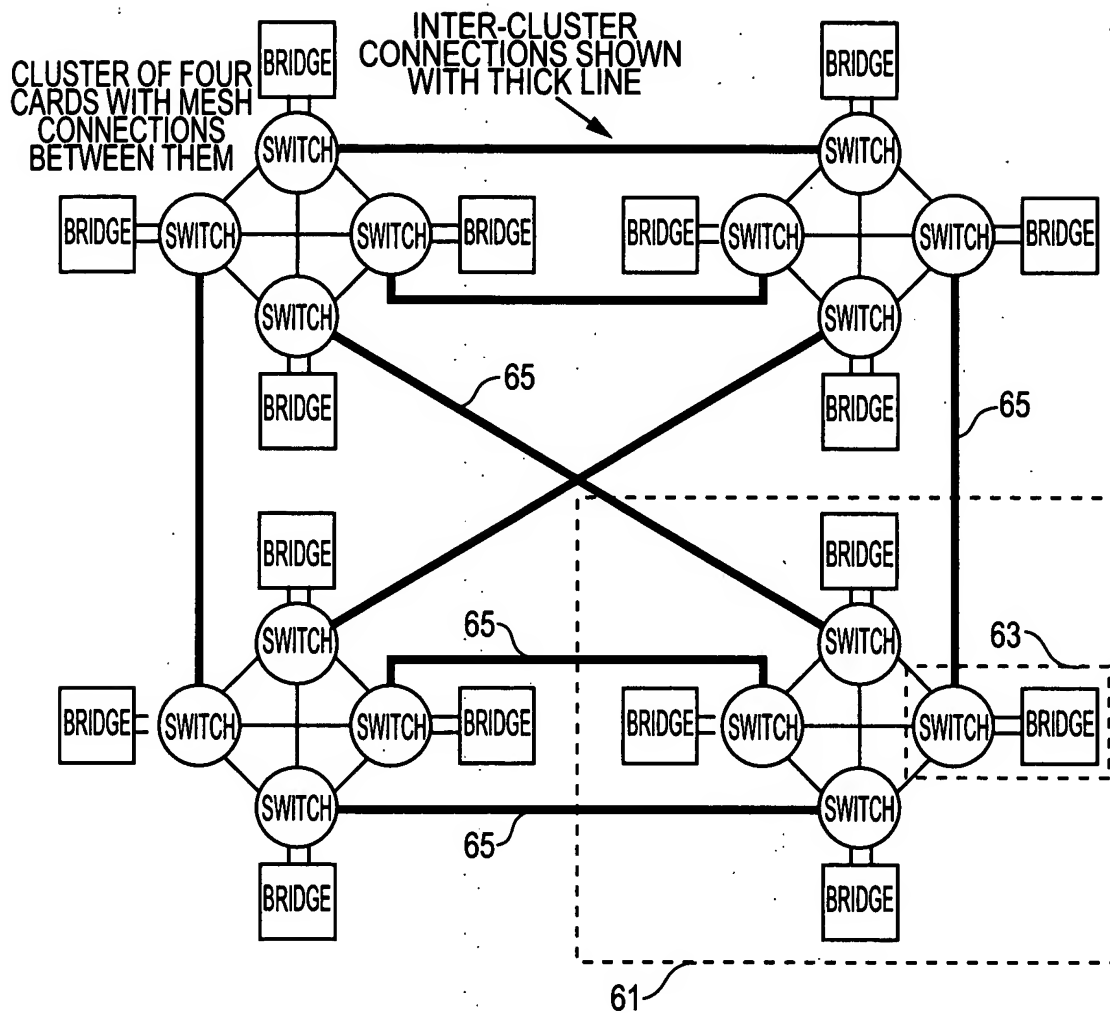 INTER-CLUSTER
CONNECTIONS SHOWN
WITH THICK LINE
CLUSTER OF FOUR
CARDS WITH MESH
CONNECTIONS
BETWEEN THEM
BRIDGE
BRIDGE
SWITCH
SWITCH
BRIDGE
SWITCH
SWITCH
BRIDGE
BRIDGE
SWITCH
SWITCH
BRIDGE
SWITCH
SWITCH
BRIDGE
BRIDGE
65
65
BRIDGE
BRIDGE
SWITCH
SWITCH
65
63
BRIDGE
SWITCH
SWITCH
BRIDGE
BRIDGE
SWITCH
SWITCH
BRIDGE
SWITCH
SWITCH
65
BRIDGE
BRIDGE
61